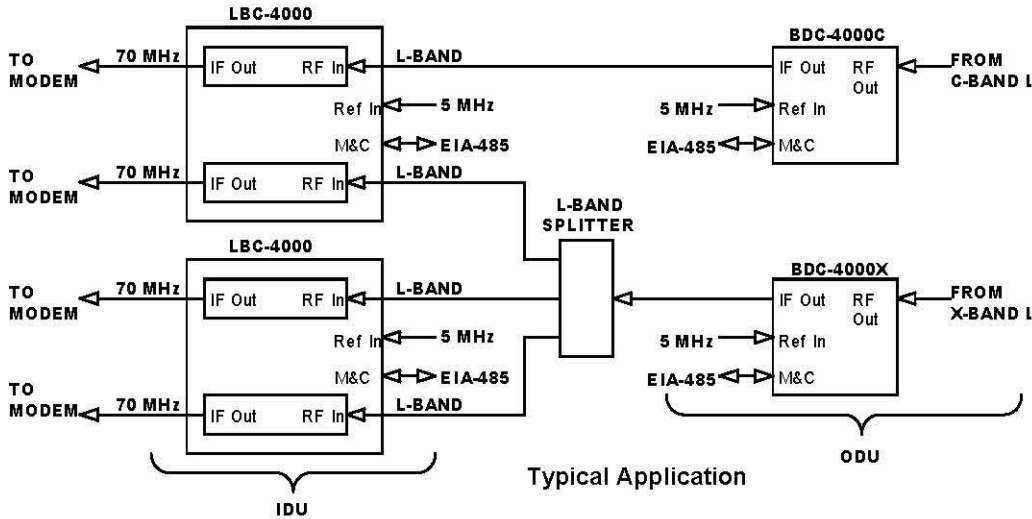 LBC-4000
BDC-4000C
TO MODEM
70 MHz
IF Out
RF In
L-BAND
IF Out
RF Out
FROM C-BAND L
Ref In
5 MHz
5 MHz
Ref In
M&C
EIA-485
EIA-485
M&C
TO MODEM
70 MHz
IF Out
RF In
L-BAND
L-BAND SPLITTER
LBC-4000
BDC-4000X
TO MODEM
70 MHz
IF Out
RF In
L-BAND
IF Out
RF Out
FROM X-BAND L
Ref In
5 MHz
5 MHz
Ref In
M&C
EIA-485
EIA-485
M&C
TO MODEM
70 MHz
IF Out
RF In
L-BAND
IDU
Typical Application
ODU